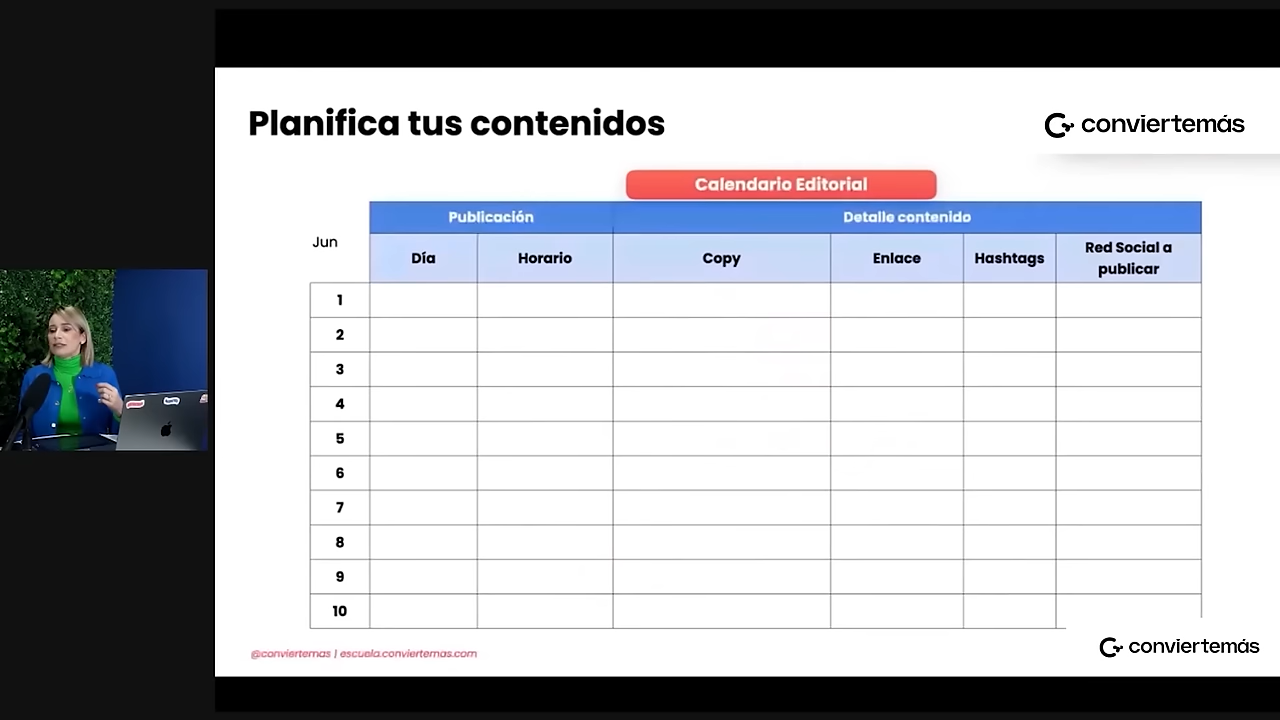 Planifica tus contenidos
conviertemás
Calendario Editorial
Publicación Detalle contenido
Jun
Día Horario Copy Enlace Hashtags Red Social a publicar
1
2
3
4
5
6
7
8
9
10
@conviertemas | escuela.conviertemas.com
conviertemás